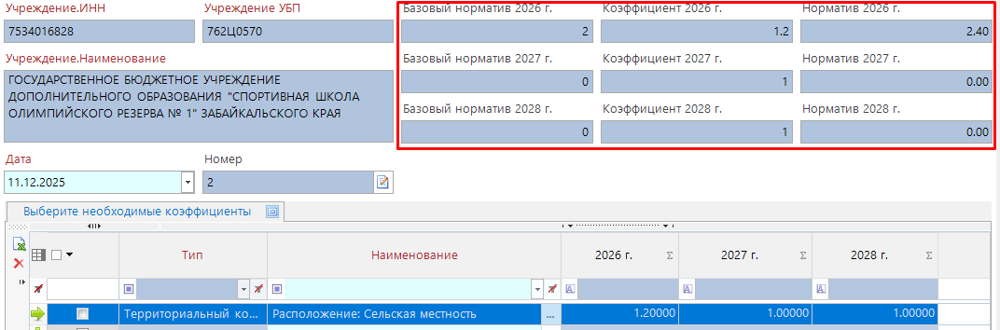 Учреждение.ИНН Учреждение УБП Базовый норматив 2026 г. Коэффициент 2026 г. Норматив 2026 г.
7534016828 762Ц0570 2 1.2 2.40
Учреждение.Наименование Базовый норматив 2027 г. Коэффициент 2027 г. Норматив 2027 г.
ГОСУДАРСТВЕННОЕ БЮДЖЕТНОЕ УЧРЕЖДЕНИЕ 0 1 0.00
ДОПОЛНИТЕЛЬНОГО ОБРАЗОВАНИЯ "СПОРТИВНАЯ ШКОЛА
ОЛИМПИЙСКОГО РЕЗЕРВА № 1" ЗАБАЙКАЛЬСКОГО КРАЯ
Базовый норматив 2028 г. Коэффициент 2028 г. Норматив 2028 г.
0 1 0.00
Дата Номер
11.12.2025 2
Выберите необходимые коэффициенты
Тип Наименование 2026 г. Σ 2027 г. Σ 2028 г. Σ
Территориальный ко... Расположение: Сельская местность ... 1.20000 1.00000 1.00000